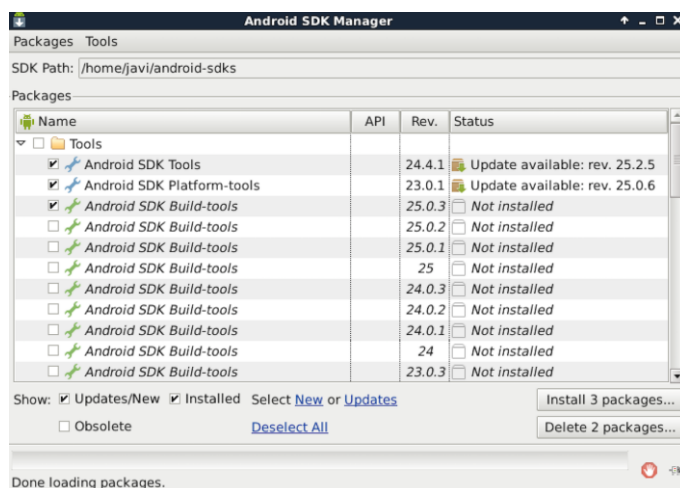 Android SDK Manager
Packages Tools
SDK Path: /home/javi/android-sdks
Packages
Name API Rev. Status
Tools
Android SDK Tools 24.4.1 Update available: rev. 25.2.5
Android SDK Platform-tools 23.0.1 Update available: rev. 25.0.6
Android SDK Build-tools 25.0.3 Not installed
Android SDK Build-tools 25.0.2 Not installed
Android SDK Build-tools 25.0.1 Not installed
Android SDK Build-tools 25 Not installed
Android SDK Build-tools 24.0.3 Not installed
Android SDK Build-tools 24.0.2 Not installed
Android SDK Build-tools 24.0.1 Not installed
Android SDK Build-tools 24 Not installed
Android SDK Build-tools 23.0.3 Not installed
Show: Updates/New Installed Select New or Updates Install 3 packages...
Obsolete Deselect All Delete 2 packages...
Done loading packages.